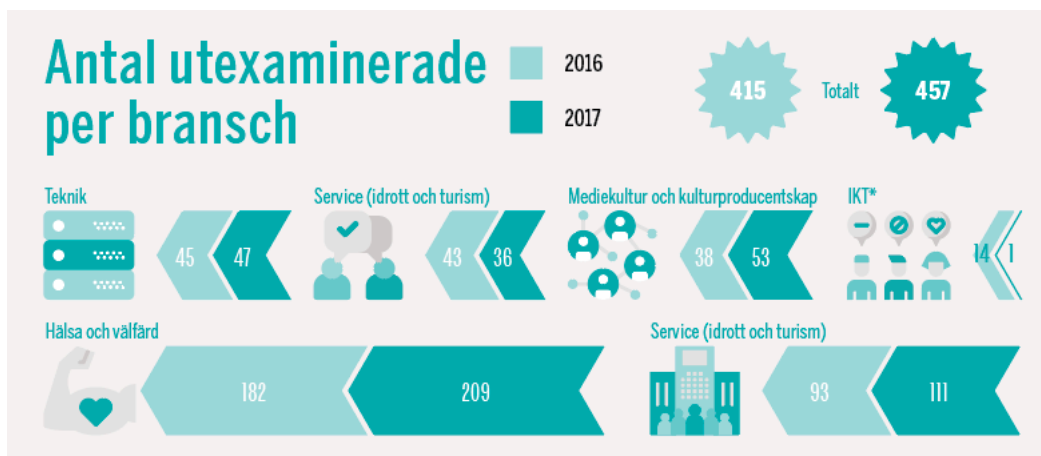 Antal utexaminerade
per bransch
2016
2017
415
Totalt
457
Teknik
45
47
Service (idrott och turism)
43
36
Mediekultur och kulturproducentskap
38
53
IKT*
14
1
Hälsa och välfärd
182
209
Service (idrott och turism)
93
111